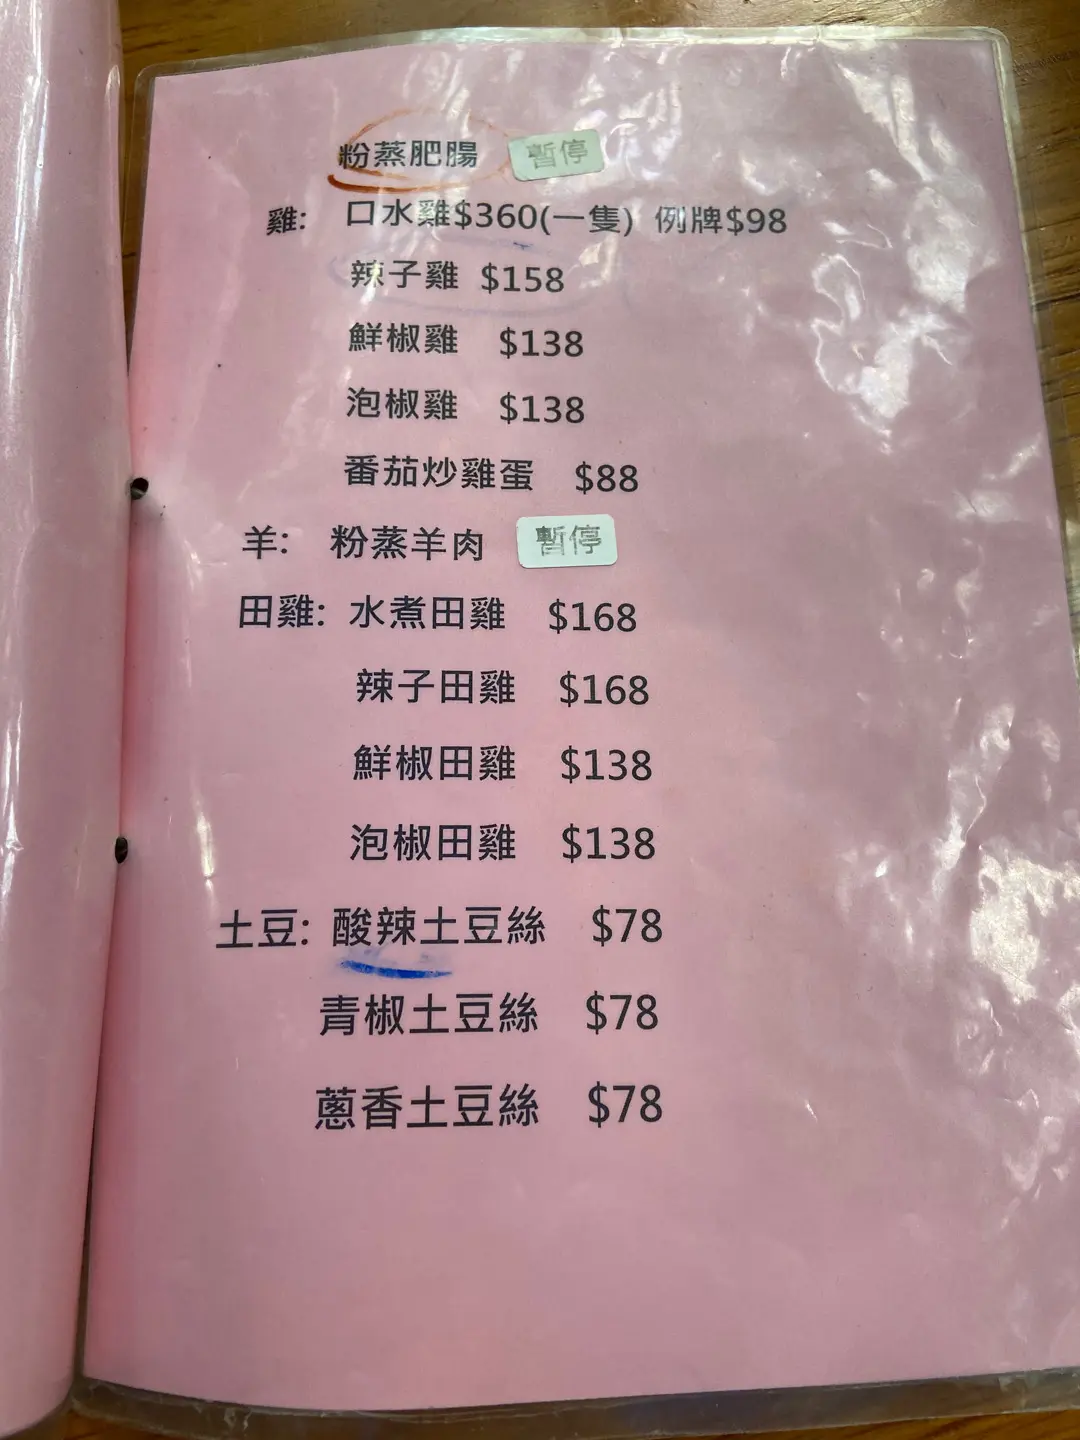 粉蒸肥腸 暫停
雞: 口水雞$360(一隻) 例牌$98
辣子雞 $158
鮮椒雞 $138
泡椒雞 $138
番茄炒雞蛋 $88
羊: 粉蒸羊肉 暫停
田雞: 水煮田雞 $168
辣子田雞 $168
鮮椒田雞 $138
泡椒田雞 $138
土豆: 酸辣土豆絲 $78
青椒土豆絲 $78
蔥香土豆絲 $78